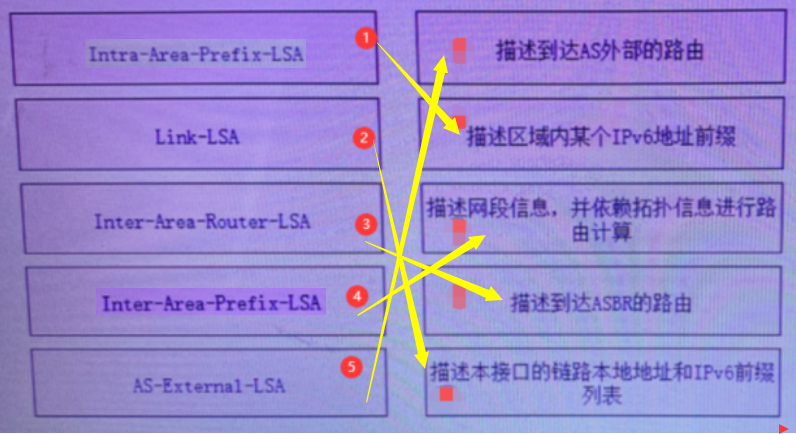 Intra-Area-Prefix-LSA
1
描述到达AS外部的路由
Link-LSA
2
描述区域内某个IPv6地址前缀
Inter-Area-Router-LSA
3
描述网段信息，并依赖拓扑信息进行路
由计算
Inter-Area-Prefix-LSA
4
描述到达ASBR的路由
AS-External-LSA
5
描述本接口的链路本地地址和IPv6前缀
列表